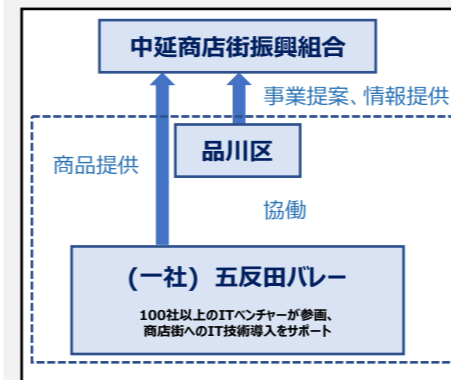 中延商店街振興組合
事業提案、情報提供
品川区
商品提供
協働
(一社) 五反田バレー
100社以上のITベンチャーが参画、
商店街へのIT技術導入をサポート